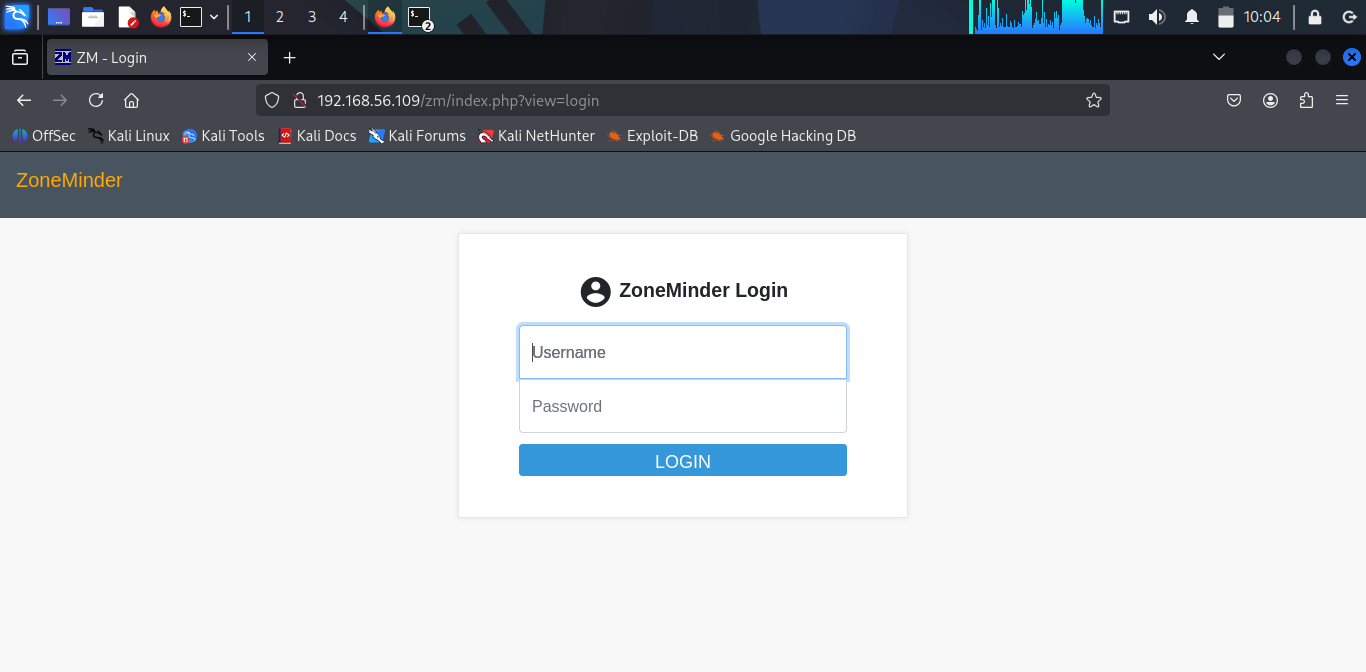 1 2 3 4 2 10:04
ZM ZM - Login
192.168.56.109/zm/index.php?view=login
OffSec Kali Linux Kali Tools Kali Docs Kali Forums Kali NetHunter Exploit-DB Google Hacking DB
ZoneMinder
ZoneMinder Login
Username
Password
LOGIN